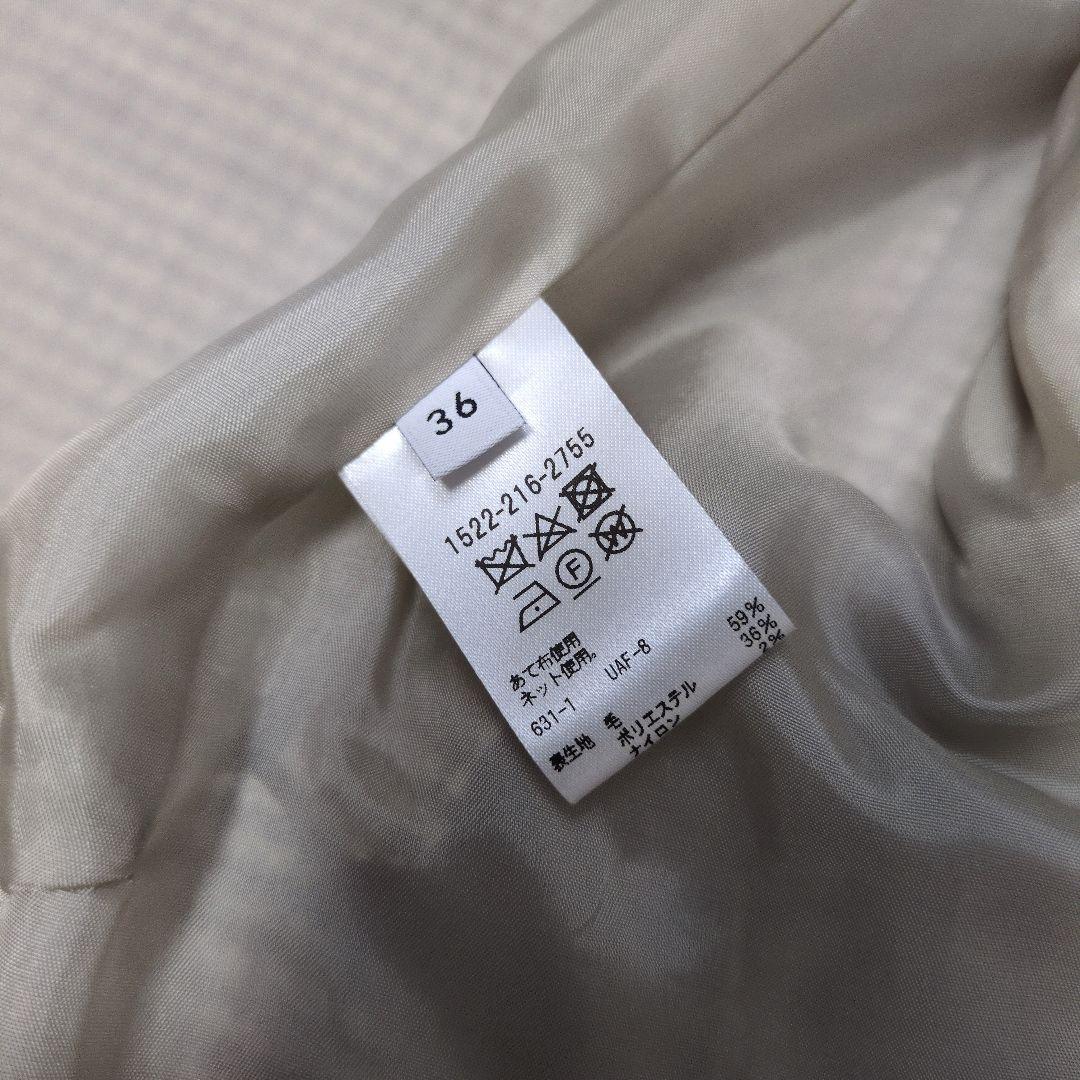 36
1522-216-2755
F
W
あて布使用
ネット使用。
631-1 UAF-8
表生地 毛 59%
ポリエステル 36%
ナイロン 2%